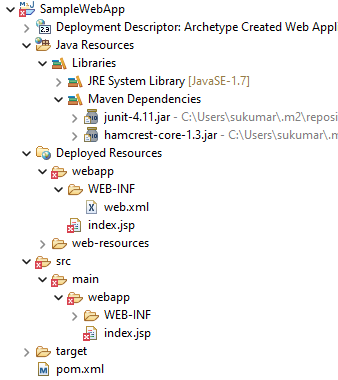 SampleWebApp
Deployment Descriptor: Archetype Created Web Appl
Java Resources
Libraries
JRE System Library [JavaSE-1.7]
Maven Dependencies
junit-4.11.jar - C:\Users\sukumar\.m2\reposi
hamcrest-core-1.3.jar - C:\Users\sukumar\.m
Deployed Resources
webapp
WEB-INF
web.xml
index.jsp
web-resources
src
main
webapp
WEB-INF
index.jsp
target
pom.xml